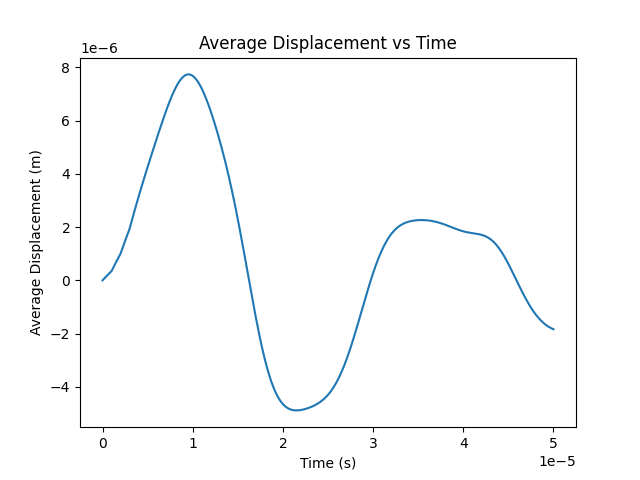 Average Displacement vs Time
1e−6
8
6
4
2
0
−2
−4
Average Displacement (m)
0 1 2 3 4 5
1e−5
Time (s)